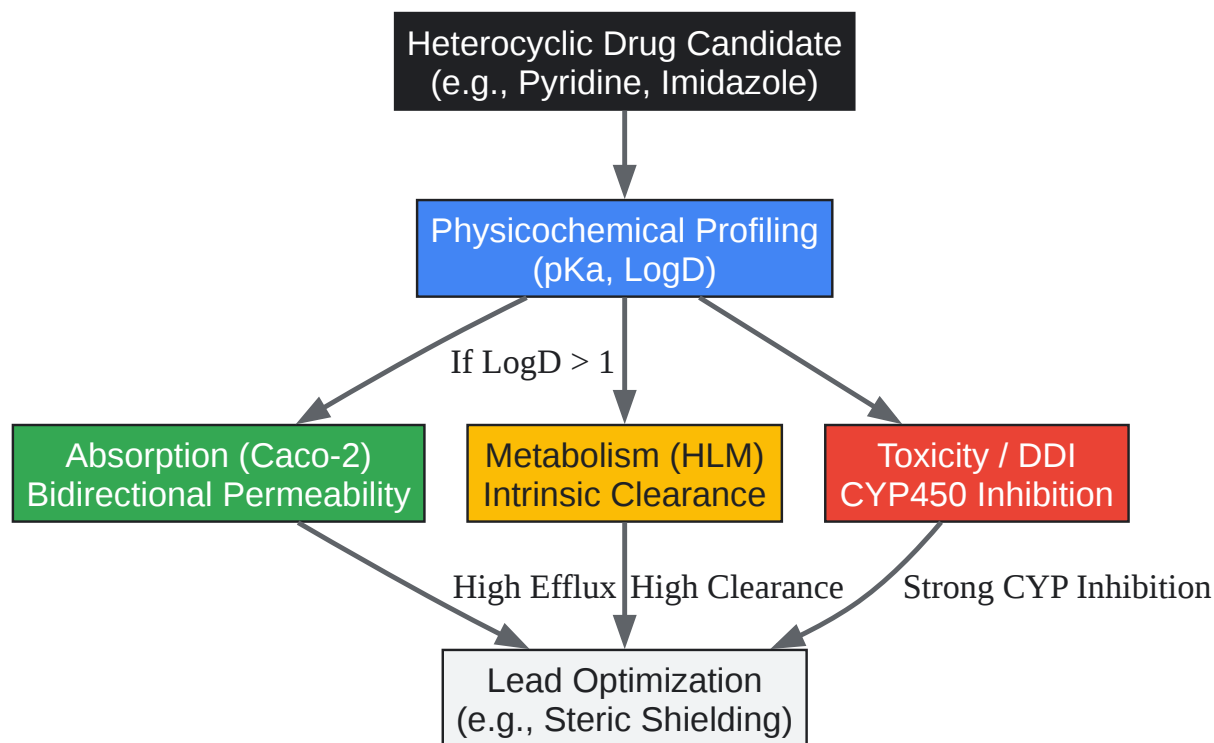 Heterocyclic Drug Candidate
(e.g., Pyridine, Imidazole)
Physicochemical Profiling
(pKa, LogD)
If LogD > 1
Absorption (Caco-2)
Bidirectional Permeability
Metabolism (HLM)
Intrinsic Clearance
Toxicity / DDI
CYP450 Inhibition
High Efflux
High Clearance
Strong CYP Inhibition
Lead Optimization
(e.g., Steric Shielding)